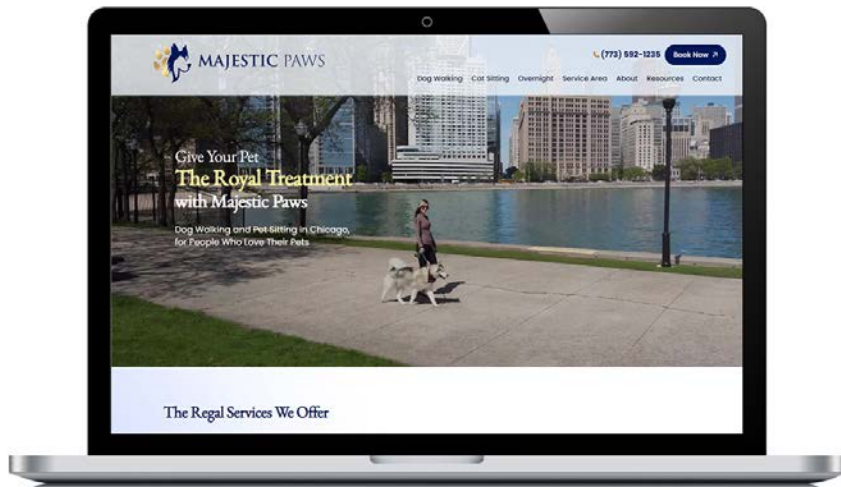 MAJESTIC PAWS
(773) 592-1235
Book Now
Dog Walking Cat Sitting Overnight Service Area About Resources Contact
Give Your Pet
The Royal Treatment
with Majestic Paws
Dog Walking and Pet Sitting in Chicago,
for People Who Love Their Pets
The Regal Services We Offer